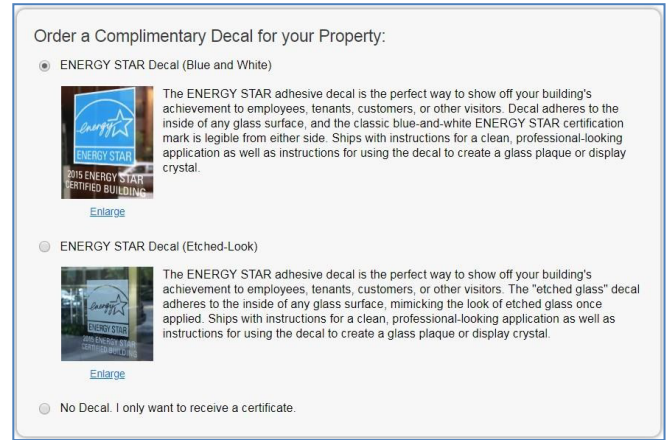 Order a Complimentary Decal for your Property:
ENERGY STAR Decal (Blue and White)
The ENERGY STAR adhesive decal is the perfect way to show off your building's
achievement to employees, tenants, customers, or other visitors. Decal adheres to the
inside of any glass surface, and the classic blue-and-white ENERGY STAR certification
mark is legible from either side. Ships with instructions for a clean, professional-looking
application as well as instructions for using the decal to create a glass plaque or display
crystal.
energy
ENERGY STAR
2015 ENERGY STAR
CERTIFIED BUILDING
Enlarge
ENERGY STAR Decal (Etched-Look)
The ENERGY STAR adhesive decal is the perfect way to show off your building's
achievement to employees, tenants, customers, or other visitors. The "etched glass" decal
adheres to the inside of any glass surface, mimicking the look of etched glass once
applied. Ships with instructions for a clean, professional-looking application as well as
instructions for using the decal to create a glass plaque or display crystal.
energy
ENERGY STAR
2015 ENERGY STAR
CERTIFIED BUILDING
Enlarge
No Decal. I only want to receive a certificate.